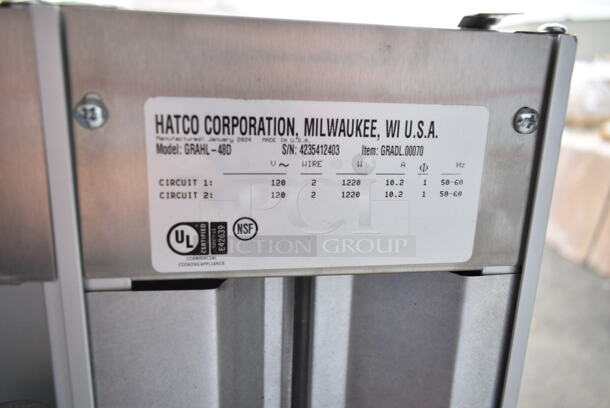 HATCO CORPORATION, MILWAUKEE, WI U.S.A.
Manufactured: January 2024 MADE IN U.S.A.
Model: GRAHL-48D S/N: 4235412403 Item: GRADL.00070
V~ WIRE W A Φ Hz
CIRCUIT 1: 120 2 1220 10.2 1 50-60
CIRCUIT 2: 120 2 1220 10.2 1 50-60
UL CERTIFIED E42639
NSF
COMMERCIAL
COOKING APPLIANCE
PCI
AUCTION GROUP